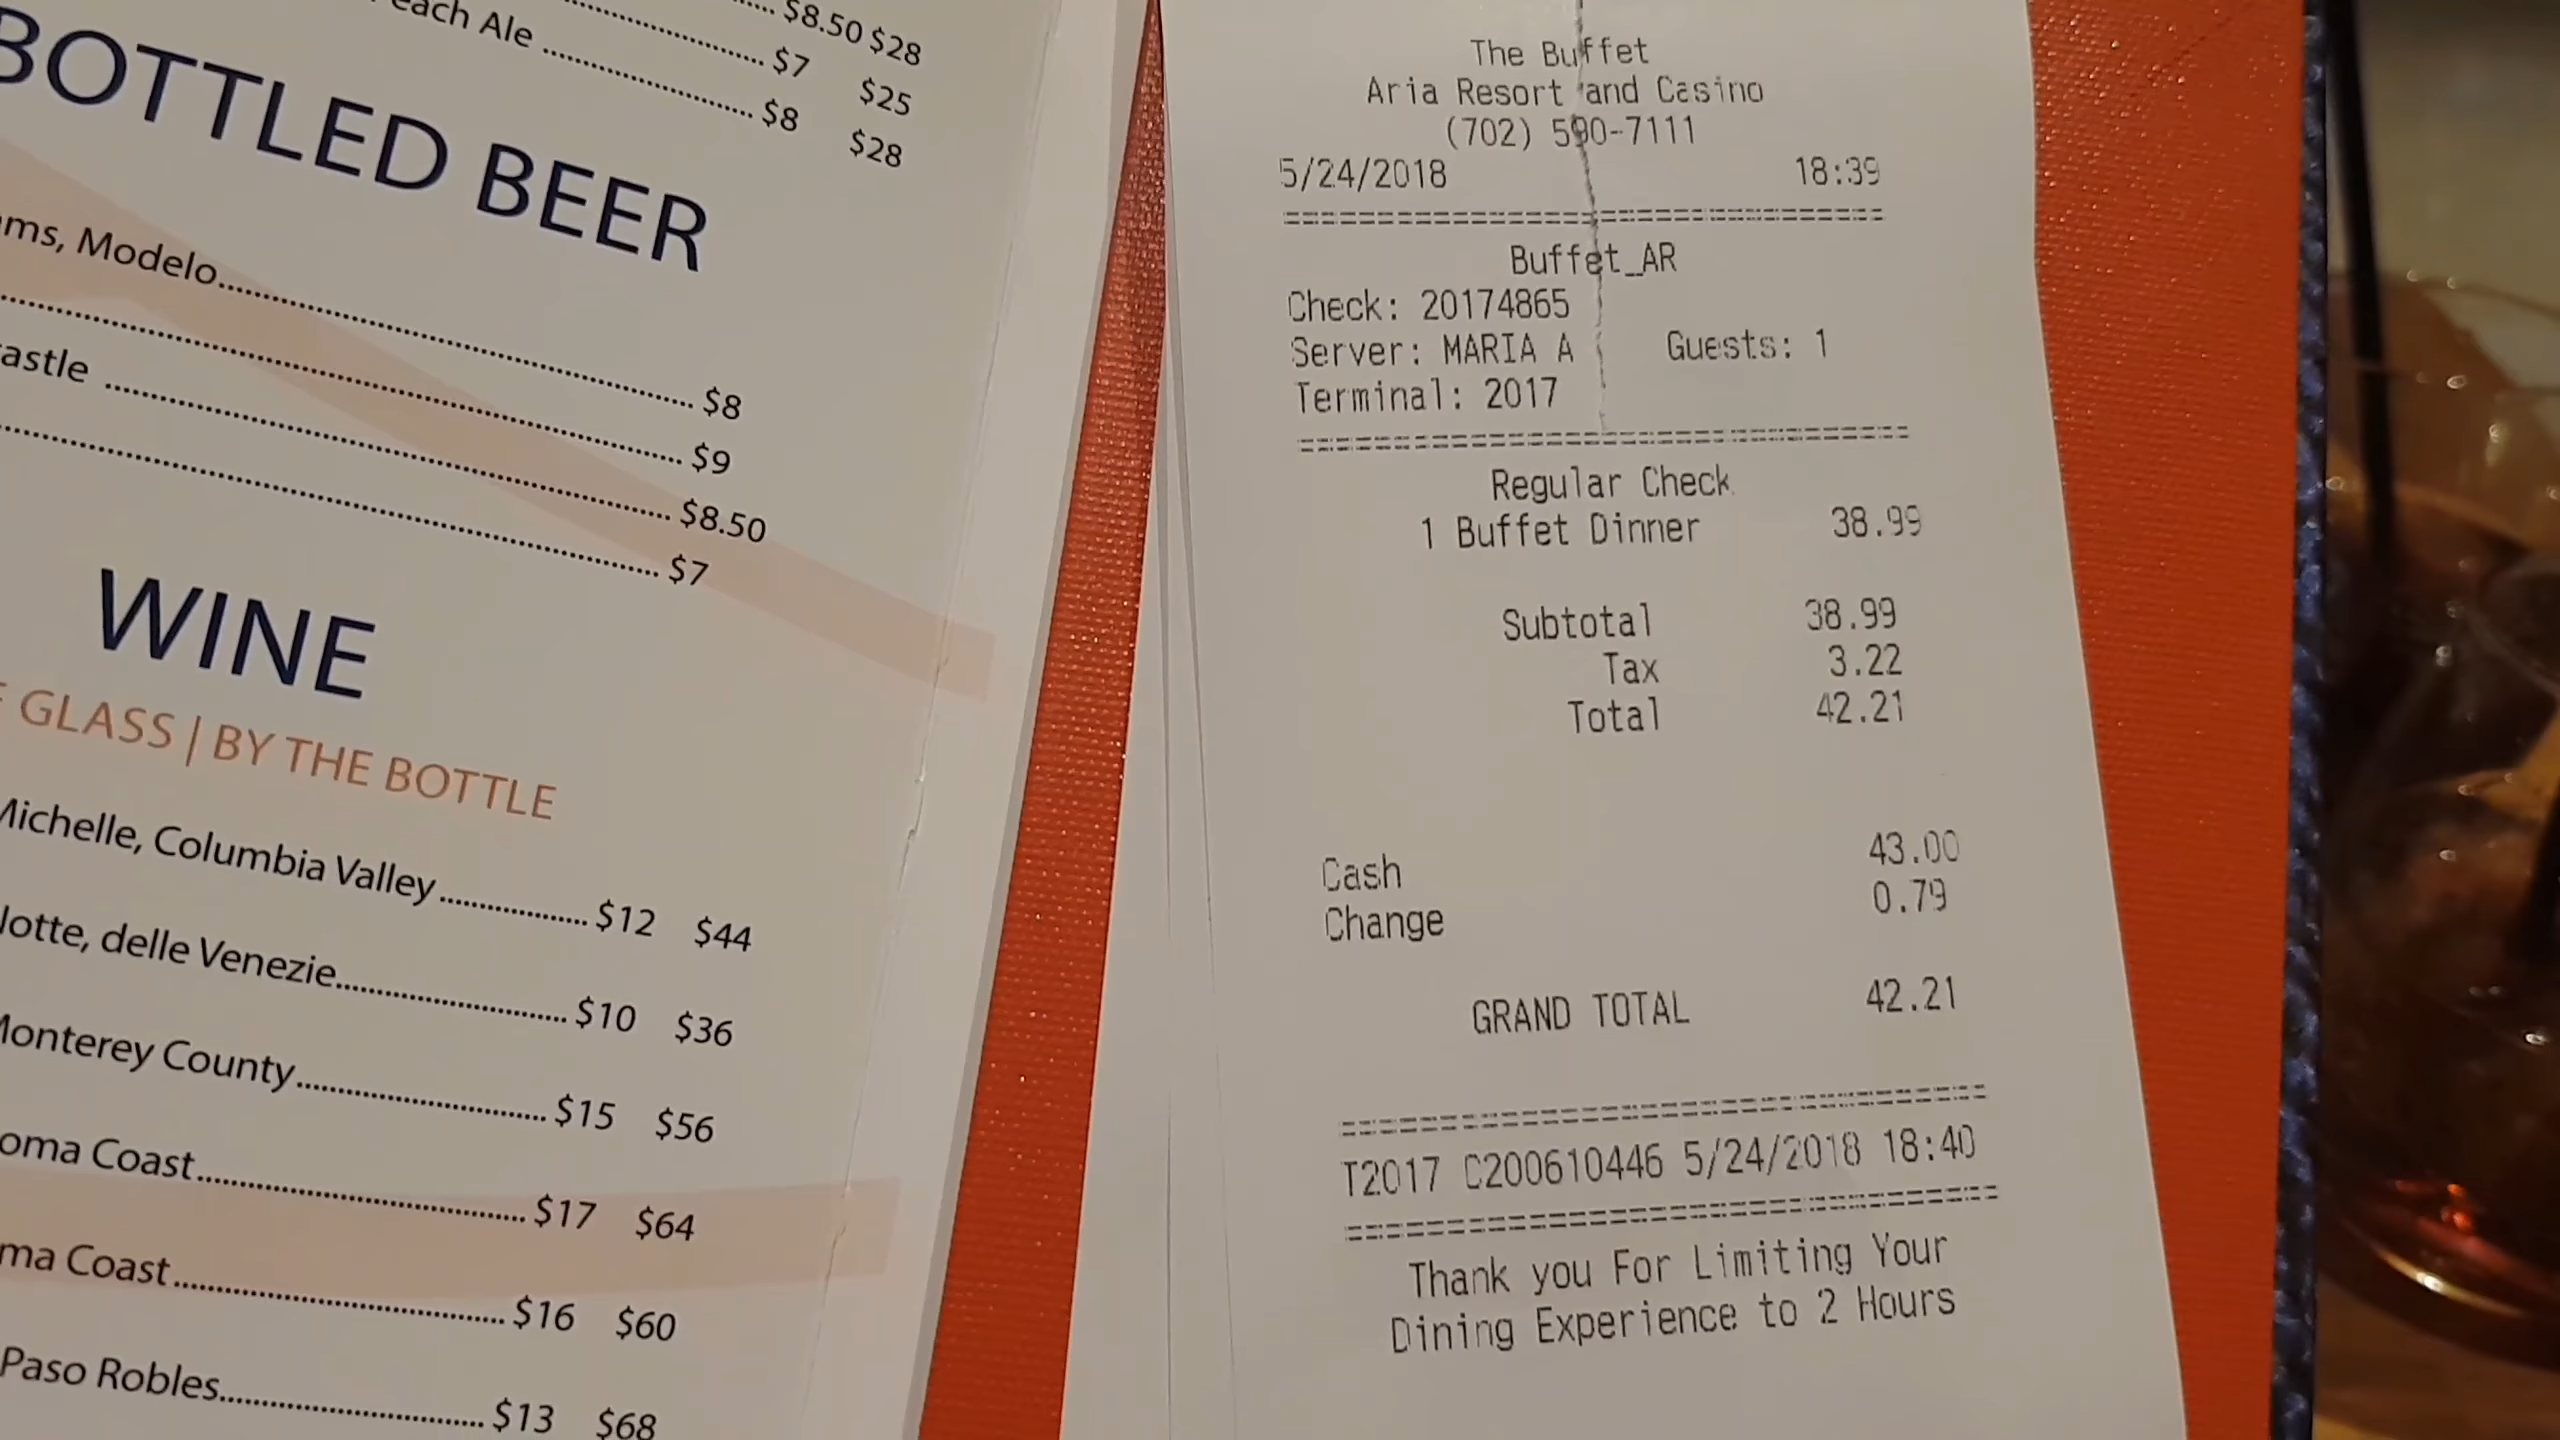 $8.50 $28
$7 $25
each Ale $8 $28
BOTTLED BEER
ms, Modelo $8
$9
astle $8.50
$7
WINE
GLASS | BY THE BOTTLE
Michelle, Columbia Valley $12 $44
lotte, delle Venezie $10 $36
Monterey County $15 $56
oma Coast $17 $64
ma Coast $16 $60
Paso Robles $13 $68
The Buffet
Aria Resort and Casino
(702) 590-7111
5/24/2018 18:39
Buffet_AR
Check: 20174865
Server: MARIA A Guests: 1
Terminal: 2017
Regular Check
1 Buffet Dinner 38.99
Subtotal 38.99
Tax 3.22
Total 42.21
Cash 43.00
Change 0.79
GRAND TOTAL 42.21
T2017 C200610446 5/24/2018 18:40
Thank you For Limiting Your
Dining Experience to 2 Hours